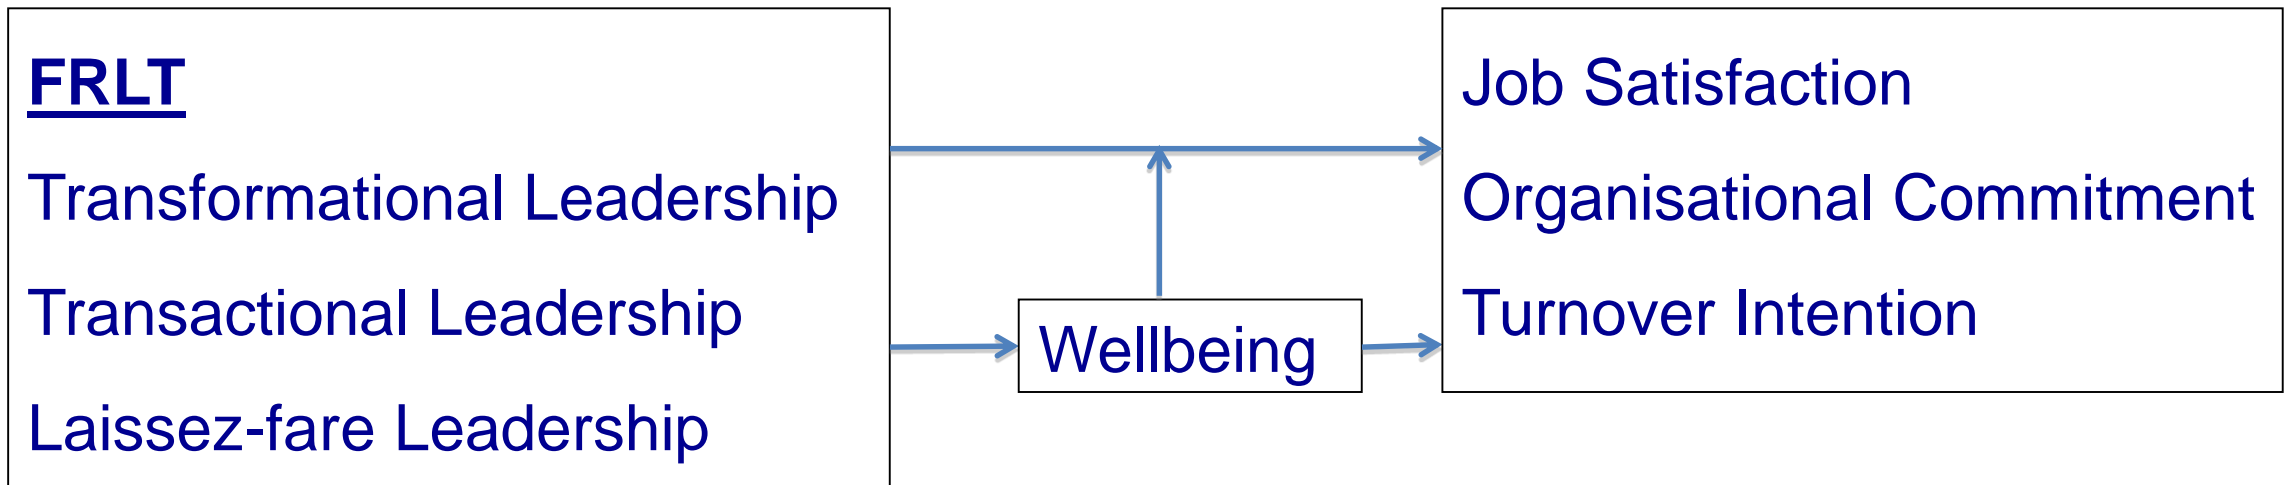 FRLT
Transformational Leadership
Transactional Leadership
Laissez-fare Leadership
Wellbeing
Job Satisfaction
Organisational Commitment
Turnover Intention